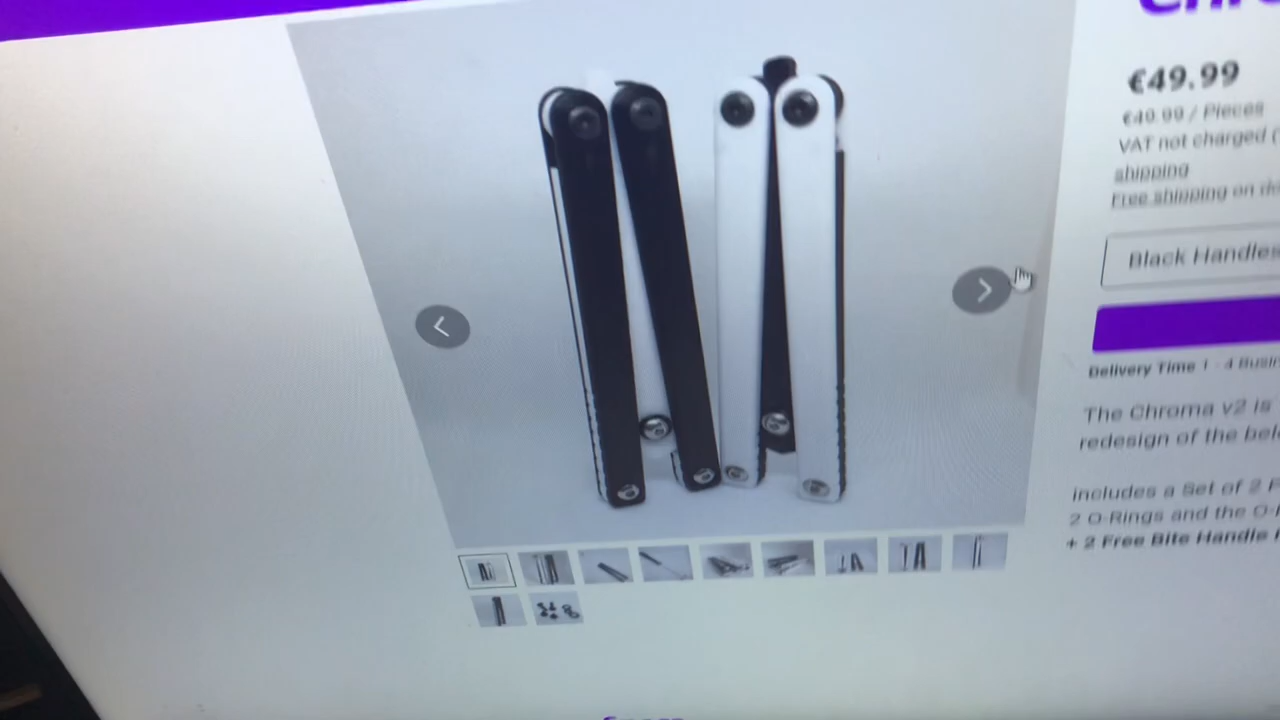 €49.99
€49.99 / Pieces
VAT not charged (
shipping
Free shipping on
Black Handles
Delivery Time 1 - 4
The Chroma v2 is
redesign of the
Includes a Set of 2
2 O-Rings and the
+ 2 Free Bite Handle